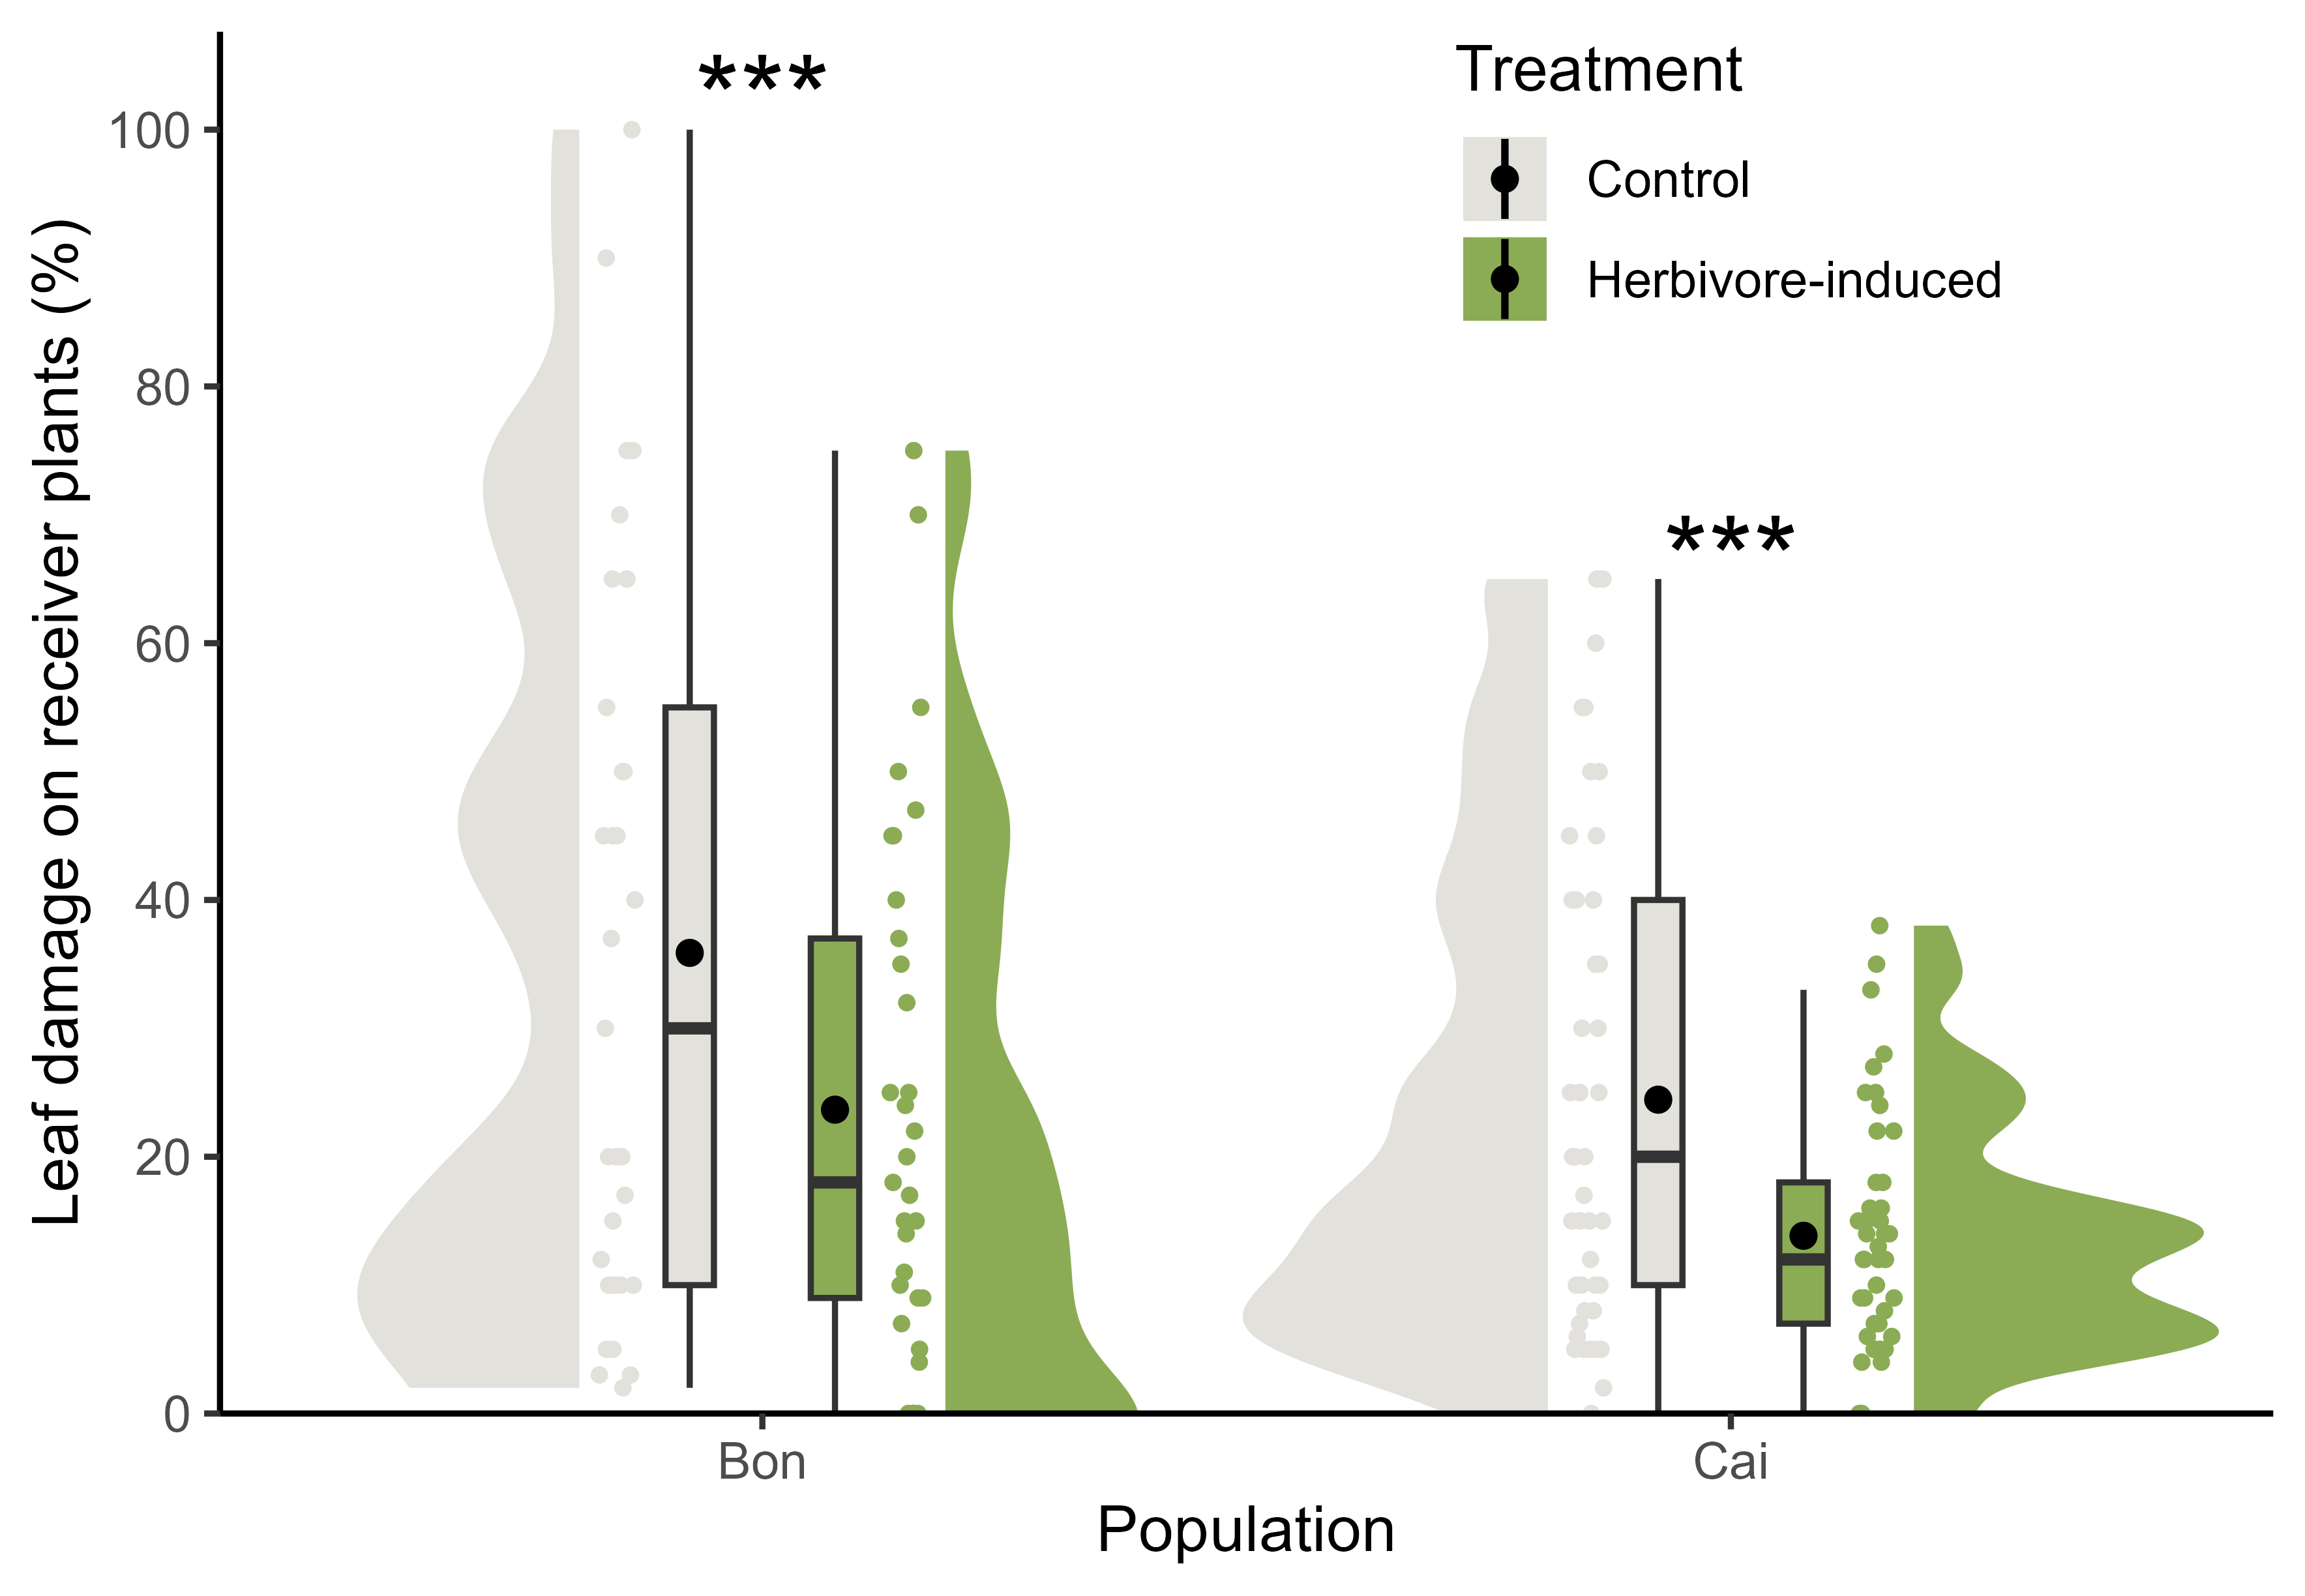 Leaf damage on receiver plants (%)
***
Treatment
Control
Herbivore-induced
***
100
80
60
40
20
0
Bon
Cai
Population